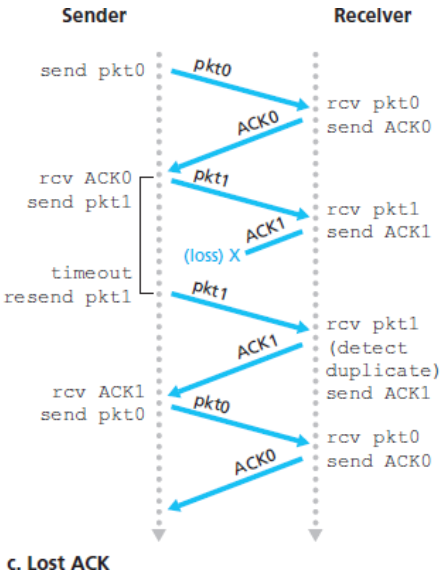 Sender
Receiver
send pkt0
pkt0
rcv pkt0
send ACK0
ACK0
rcv ACK0
send pkt1
pkt1
rcv pkt1
send ACK1
ACK1
(loss) X
timeout
resend pkt1
pkt1
rcv pkt1
(detect
duplicate)
send ACK1
ACK1
rcv ACK1
send pkt0
pkt0
rcv pkt0
send ACK0
ACK0
c. Lost ACK